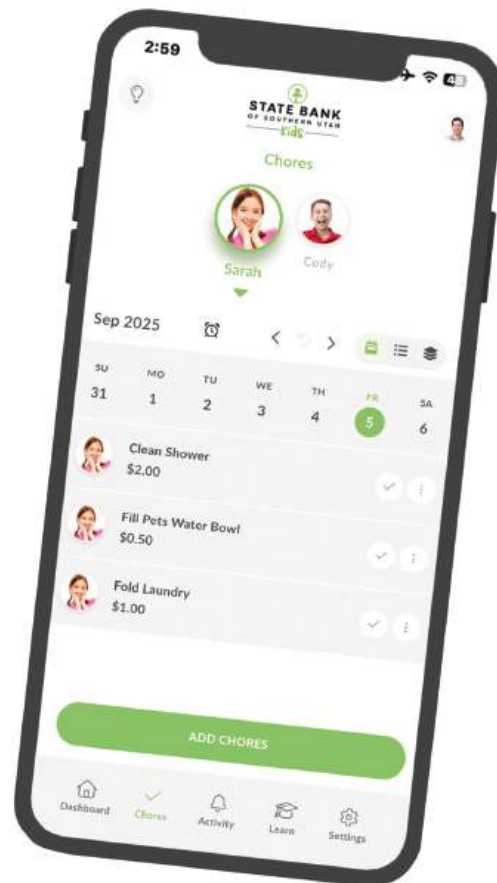 2:59
48
STATE BANK
OF SOUTHERN UTAH
Kids
Chores
Sarah
Cody
Sep 2025
SU MO TU WE TH FR SA
31 1 2 3 4 5 6
Clean Shower
$2.00
Fill Pets Water Bowl
$0.50
Fold Laundry
$1.00
ADD CHORES
Dashboard Chores Activity Learn Settings